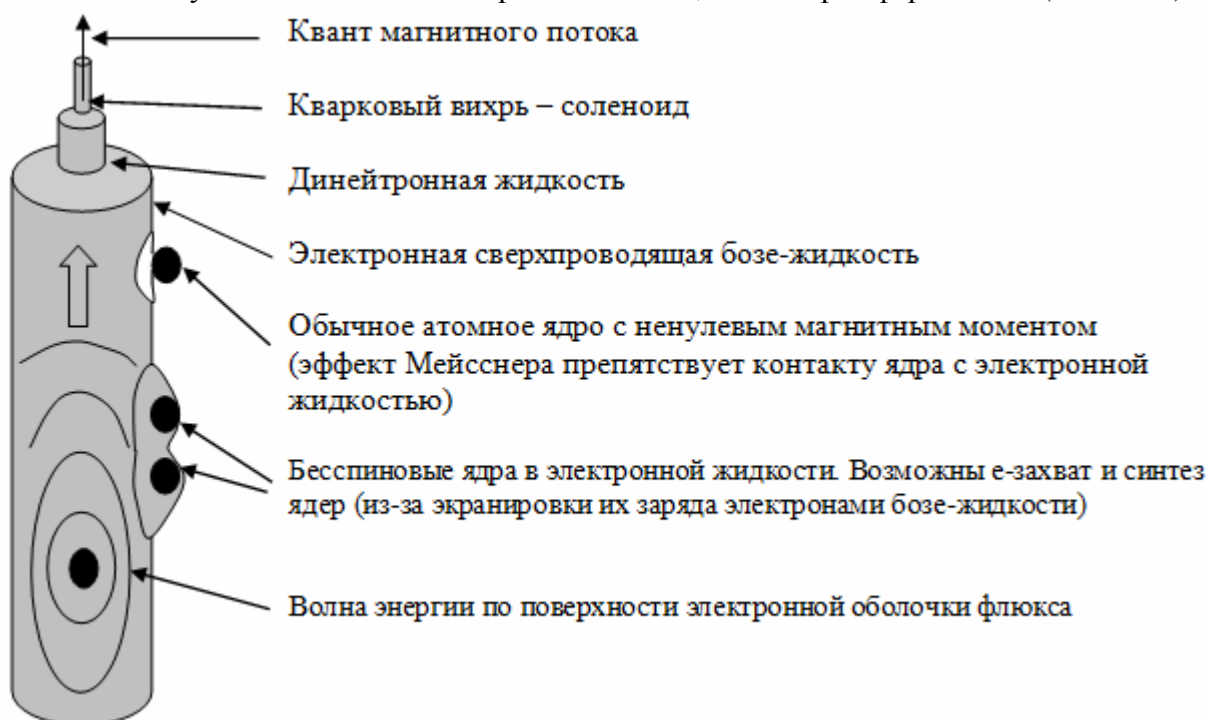 Квант магнитного потока
Кварковый вихрь – соленоид
Динейтронная жидкость
Электронная сверхпроводящая бозе-жидкость
Обычное атомное ядро с ненулевым магнитным моментом
(эффект Мейсснера препятствует контакту ядра с электронной
жидкостью)
Бесспиновые ядра в электронной жидкости. Возможны е-захват и синтез
ядер (из-за экранировки их заряда электронами бозе-жидкости)
Волна энергии по поверхности электронной оболочки флюкса